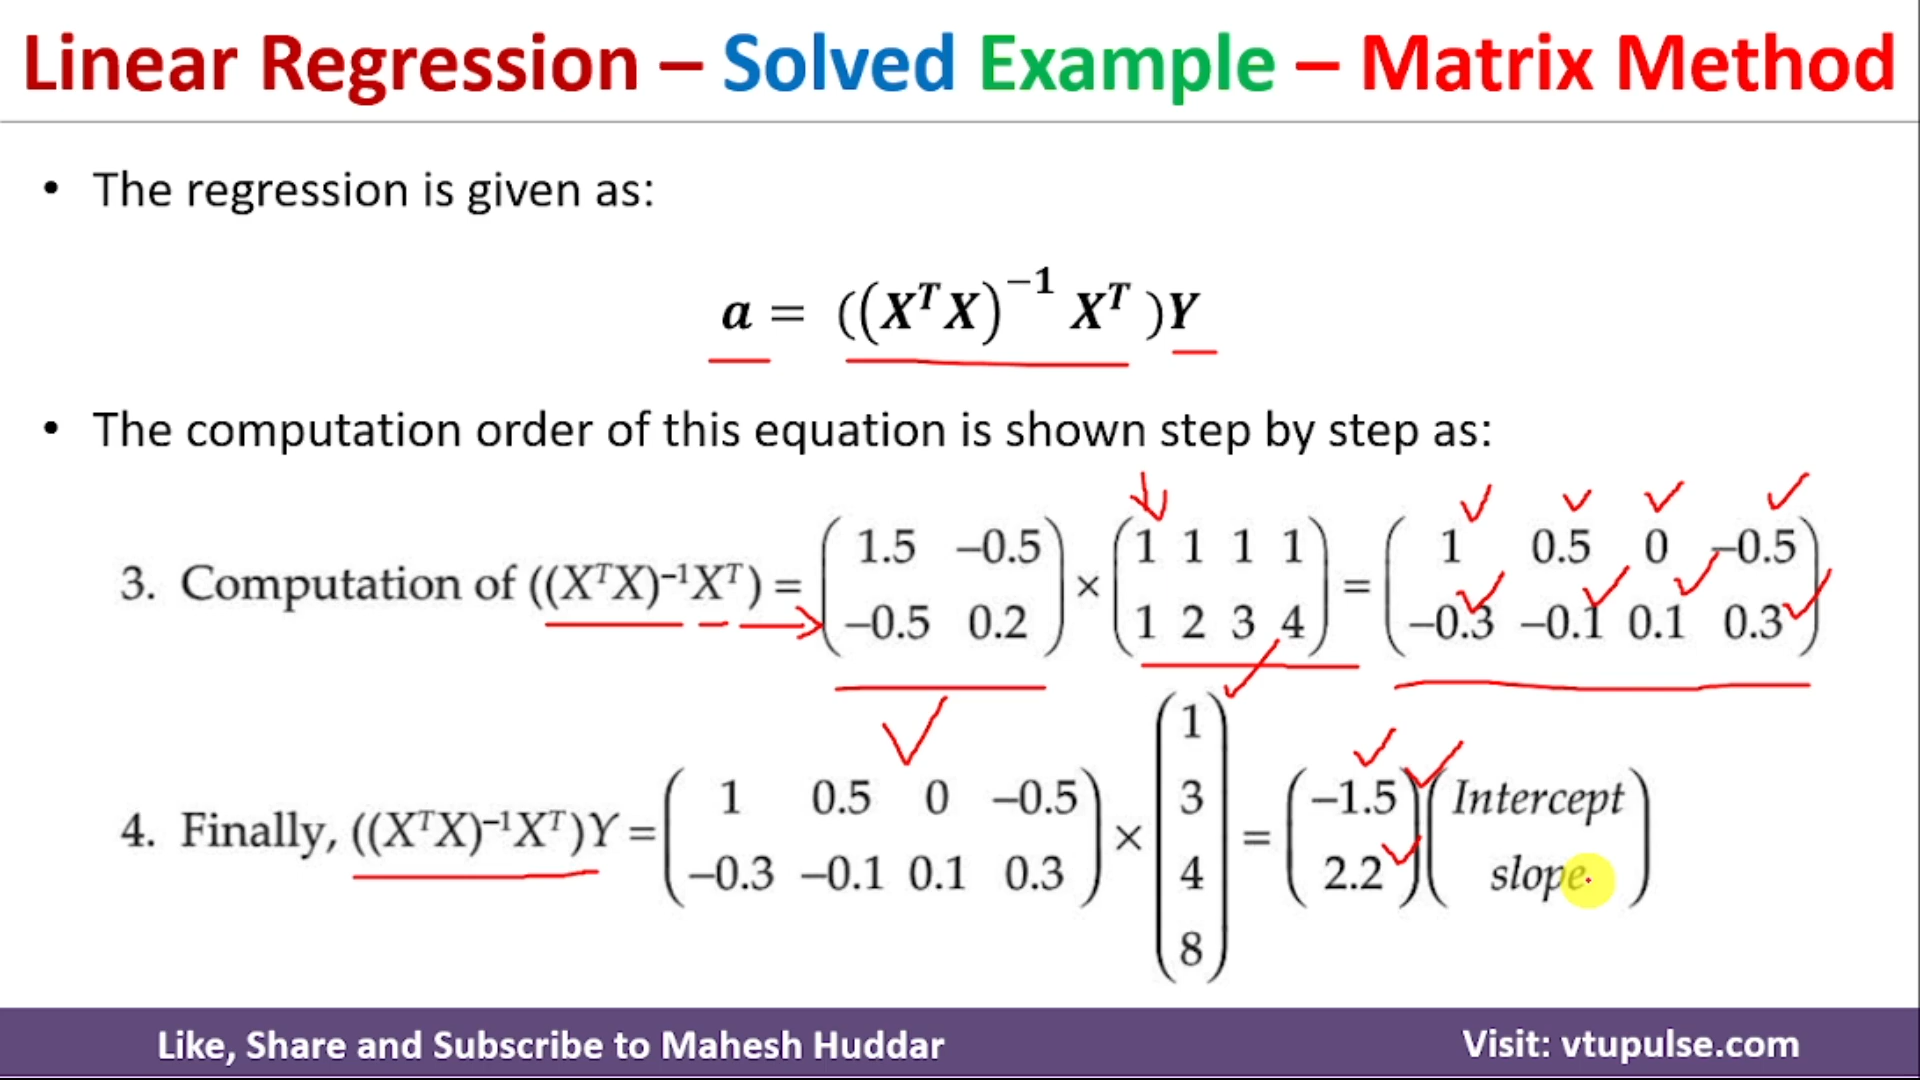 Linear Regression – Solved Example – Matrix Method
• The regression is given as:
a = ((XᵀX)⁻¹ Xᵀ )Y
• The computation order of this equation is shown step by step as:
3. Computation of ((XᵀX)⁻¹Xᵀ) = ( 1.5 –0.5 ; –0.5 0.2 ) × ( 1 1 1 1 ; 1 2 3 4 ) = ( 1 0.5 0 –0.5 ; –0.3 –0.1 0.1 0.3 )
4. Finally, ((XᵀX)⁻¹Xᵀ)Y = ( 1 0.5 0 –0.5 ; –0.3 –0.1 0.1 0.3 ) × ( 1 ; 3 ; 4 ; 8 ) = ( –1.5 ; 2.2 ) ( Intercept ; slope )
Like, Share and Subscribe to Mahesh Huddar
Visit: vtupulse.com